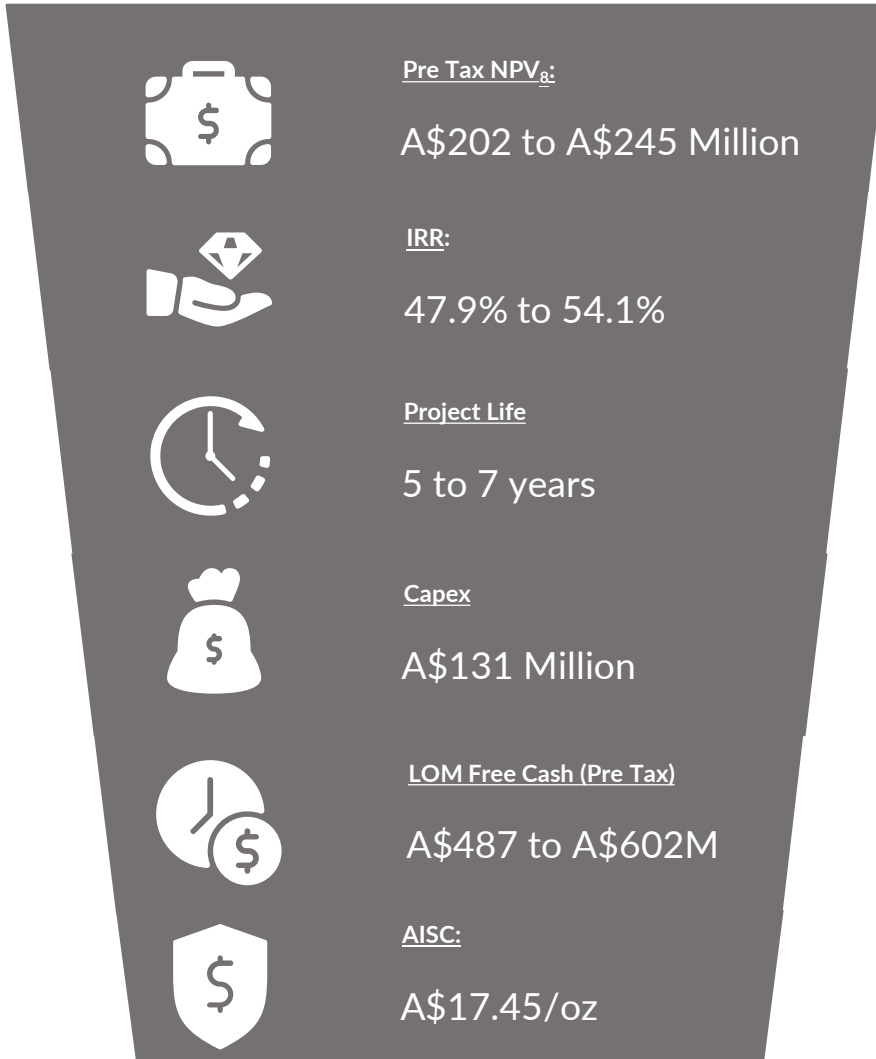 Pre Tax NPV8:
A$202 to A$245 Million
IRR:
47.9% to 54.1%
Project Life
5 to 7 years
Capex
A$131 Million
LOM Free Cash (Pre Tax)
A$487 to A$602M
AISC:
A$17.45/oz
$
$
$
$